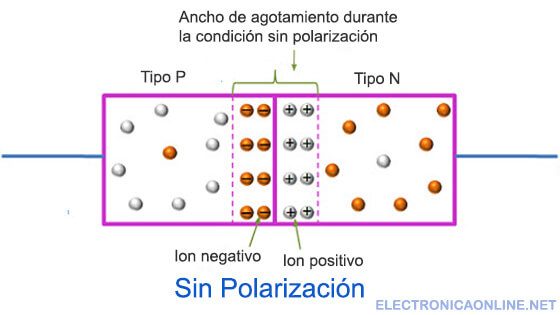 Ancho de agotamiento durante
la condición sin polarización
Tipo P
Tipo N
Ion negativo
Ion positivo
Sin Polarización
ELECTRONICAONLINE.NET